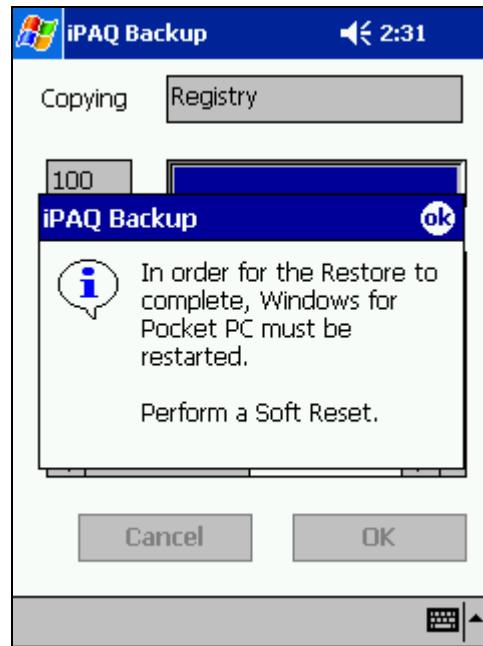 iPAQ Backup 2:31
Copying Registry
100
iPAQ Backup ok
In order for the Restore to
complete, Windows for
Pocket PC must be
restarted.
Perform a Soft Reset.
Cancel OK